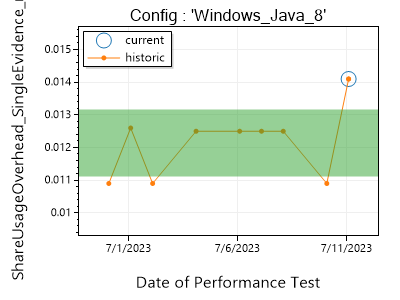 Config : 'Windows_Java_8'
current
historic
0.015
0.014
0.013
0.012
0.011
0.01
7/1/2023
7/6/2023
7/11/2023
Date of Performance Test
ShareUsageOverhead_SingleEvidence_